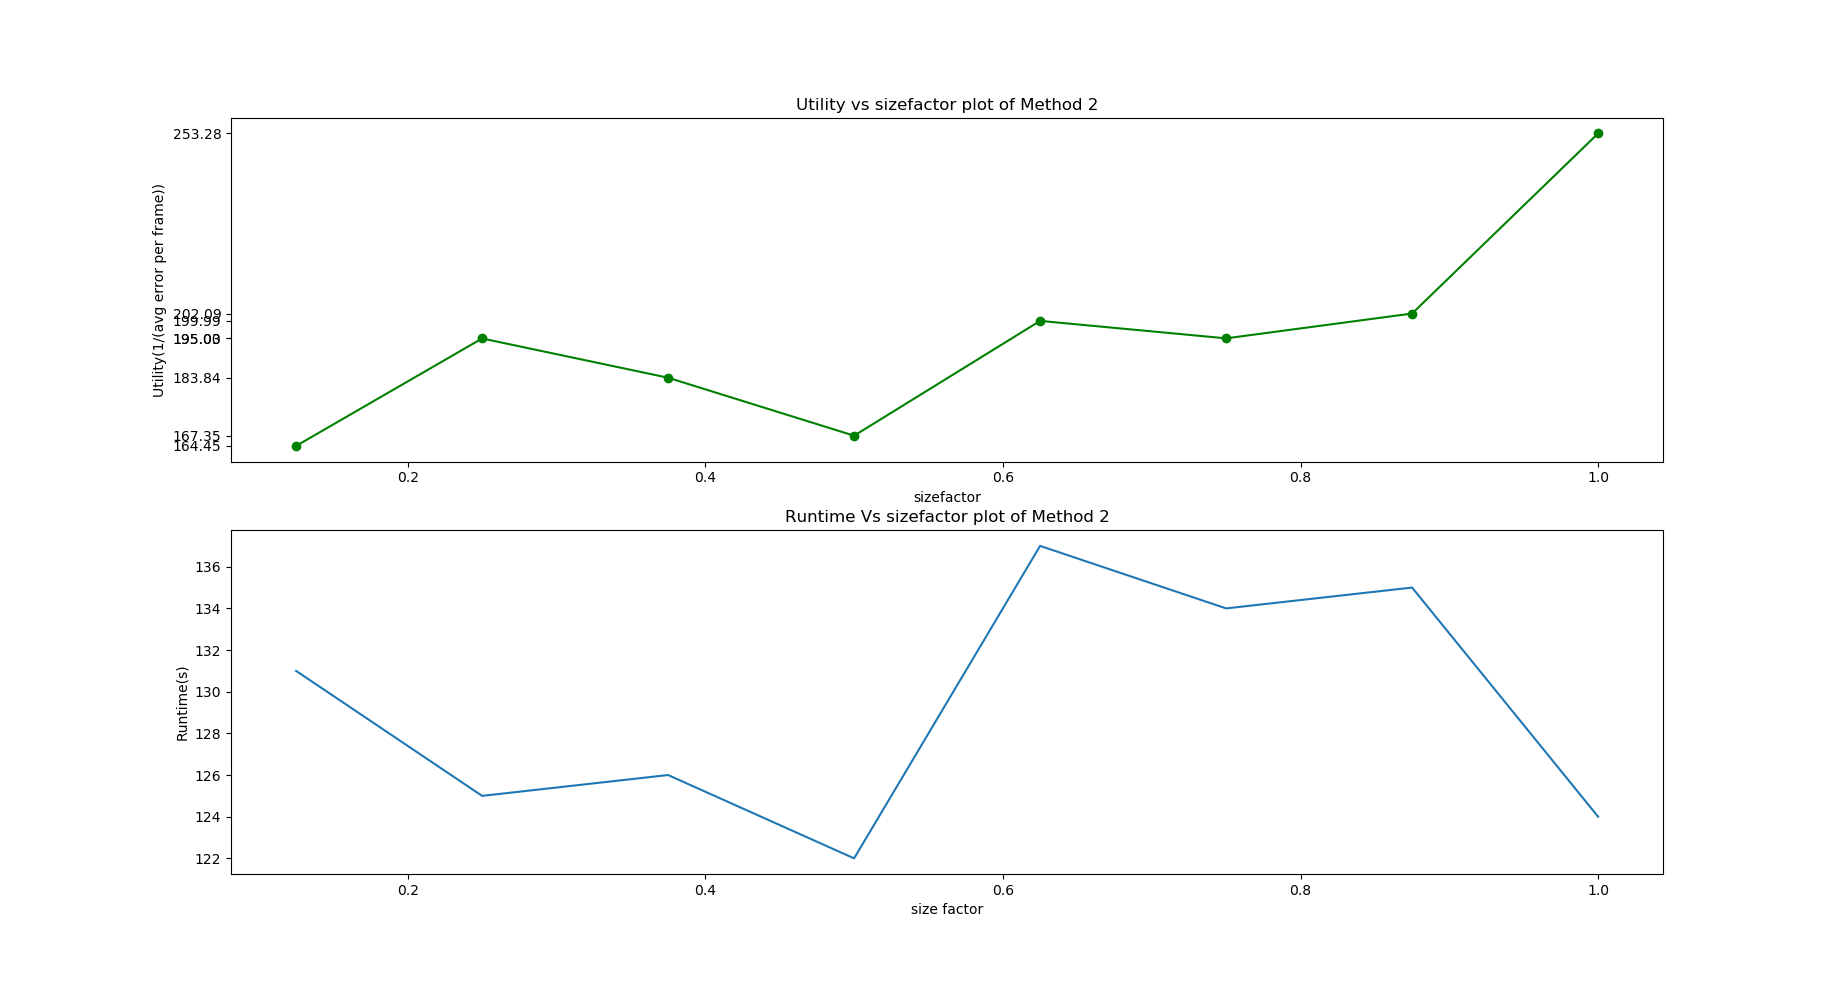 Utility vs sizefactor plot of Method 2
Utility(1/(avg error per frame))
253.28
202.09
199.99
183.84
167.35
164.45
0.2 0.4 0.6 0.8 1.0
sizefactor
Runtime Vs sizefactor plot of Method 2
Runtime(s)
136
134
132
130
128
126
124
122
0.2 0.4 0.6 0.8 1.0
size factor